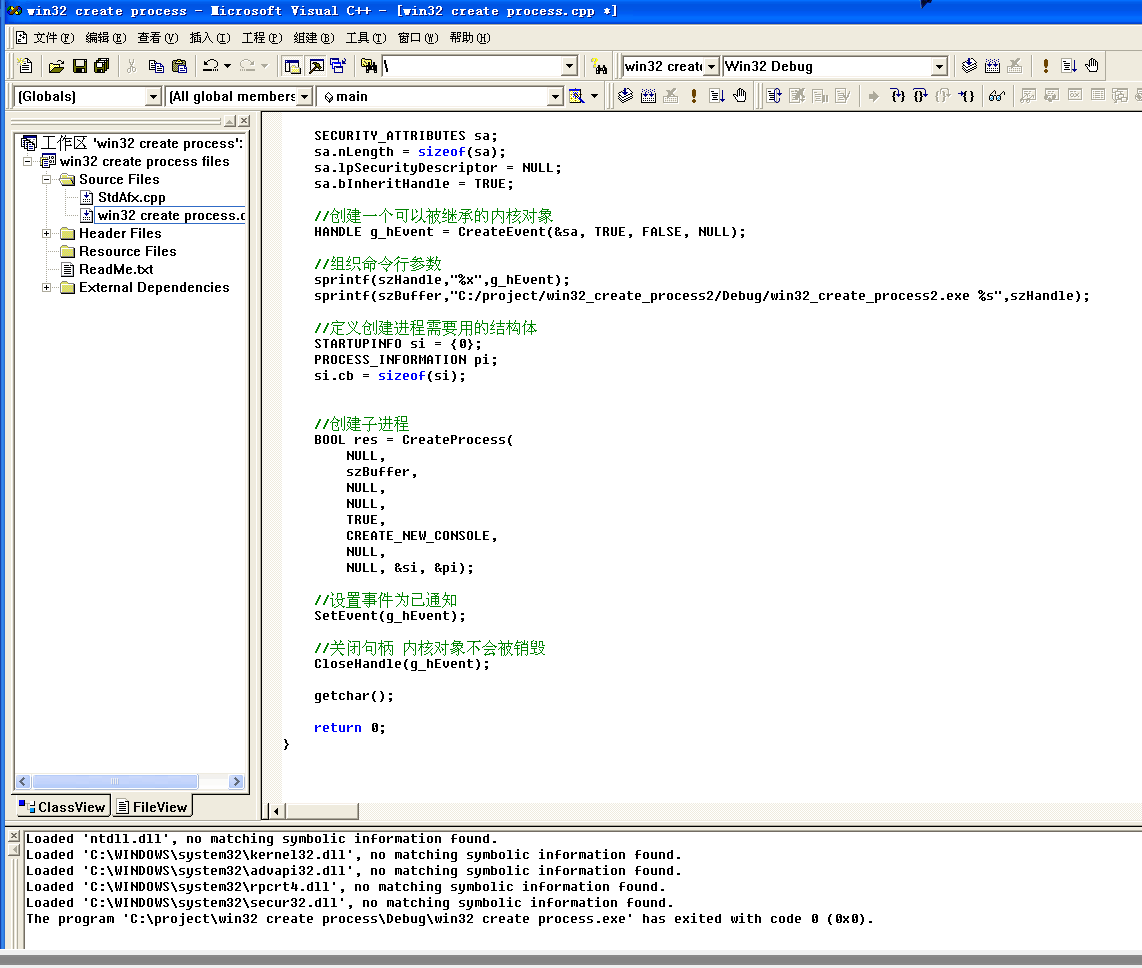 win32 create process - Microsoft Visual C++ - [win32 create process.cpp *]
文件(F) 编辑(E) 查看(V) 插入(I) 工程(P) 组建(B) 工具(T) 窗口(W) 帮助(H)
\ win32 creat Win32 Debug
(Globals) (All global members main
工作区 'win32 create process':
win32 create process files
Source Files
StdAfx.cpp
win32 create process.c
Header Files
Resource Files
ReadMe.txt
External Dependencies
ClassView FileView
SECURITY_ATTRIBUTES sa;
sa.nLength = sizeof(sa);
sa.lpSecurityDescriptor = NULL;
sa.bInheritHandle = TRUE;
//创建一个可以被继承的内核对象
HANDLE g_hEvent = CreateEvent(&sa, TRUE, FALSE, NULL);
//组织命令行参数
sprintf(szHandle,"%x",g_hEvent);
sprintf(szBuffer,"C:/project/win32_create_process2/Debug/win32_create_process2.exe %s",szHandle);
//定义创建进程需要用的结构体
STARTUPINFO si = {0};
PROCESS_INFORMATION pi;
si.cb = sizeof(si);
//创建子进程
BOOL res = CreateProcess(
NULL,
szBuffer,
NULL,
NULL,
TRUE,
CREATE_NEW_CONSOLE,
NULL,
NULL, &si, &pi);
//设置事件为已通知
SetEvent(g_hEvent);
//关闭句柄 内核对象不会被销毁
CloseHandle(g_hEvent);
getchar();
return 0;
}
Loaded 'ntdll.dll', no matching symbolic information found.
Loaded 'C:\WINDOWS\system32\kernel32.dll', no matching symbolic information found.
Loaded 'C:\WINDOWS\system32\advapi32.dll', no matching symbolic information found.
Loaded 'C:\WINDOWS\system32\rpcrt4.dll', no matching symbolic information found.
Loaded 'C:\WINDOWS\system32\secur32.dll', no matching symbolic information found.
The program 'C:\project\win32 create process\Debug\win32 create process.exe' has exited with code 0 (0x0).